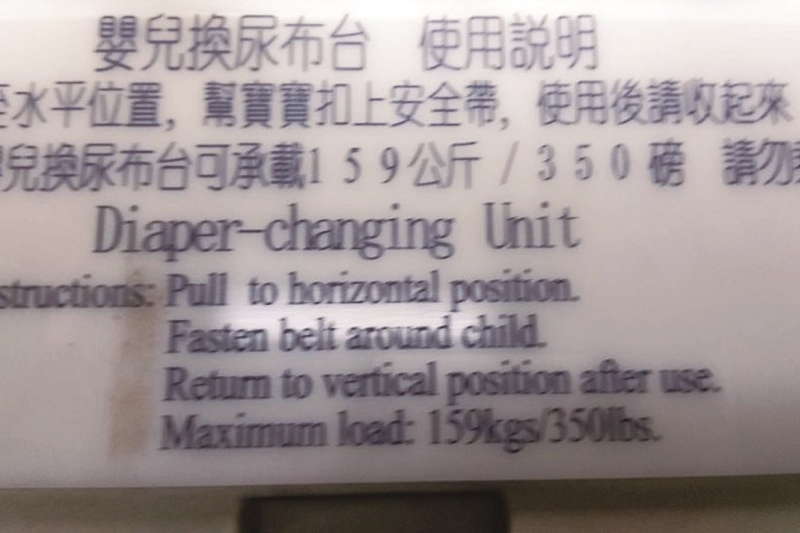 嬰兒換尿布台 使用説明
至水平位置，幫寶寶扣上安全帶，使用後請收起來
嬰兒換尿布台可承載159公斤/350磅 請勿
Diaper-changing Unit
structions: Pull to horizontal position.
Fasten belt around child.
Return to vertical position after use.
Maximum load: 159kgs/350lbs.